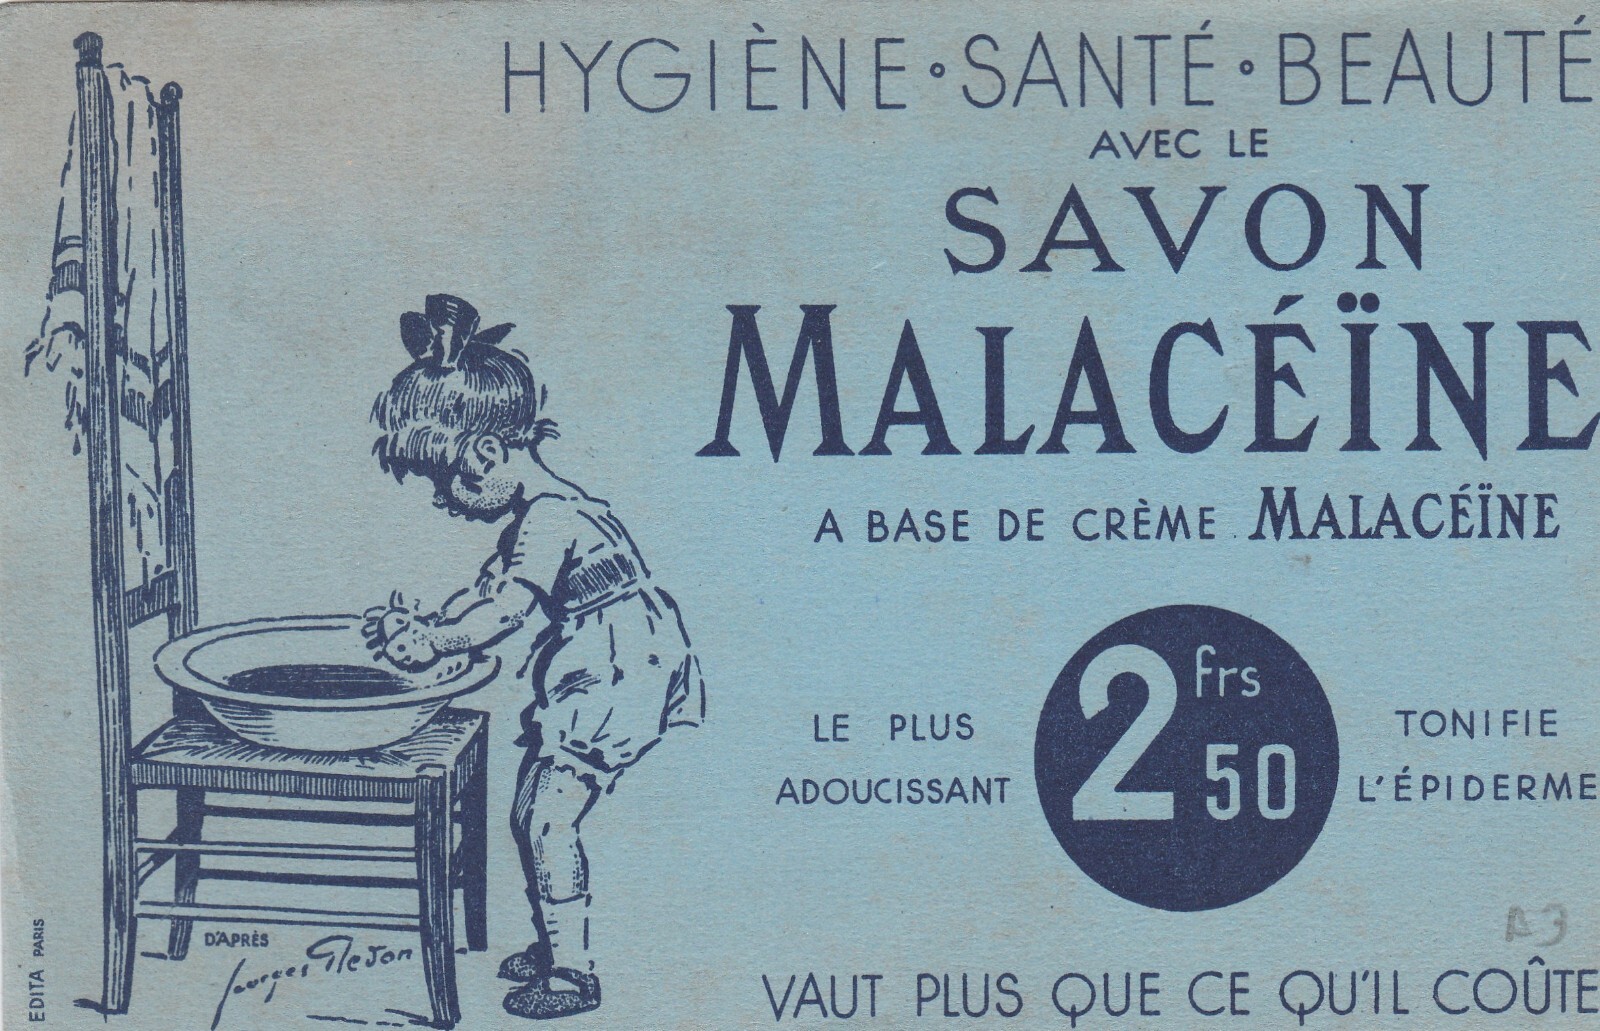 HYGIÈNE • SANTÉ • BEAUTÉ
AVEC LE
SAVON
MALACÉÏNE
A BASE DE CRÈME MALACÉÏNE
LE PLUS
ADOUCISSANT
2 frs 50
TONIFIE
L'ÉPIDERME
VAUT PLUS QUE CE QU'IL COÛTE
D'APRÈS
Georges
EDITA PARIS